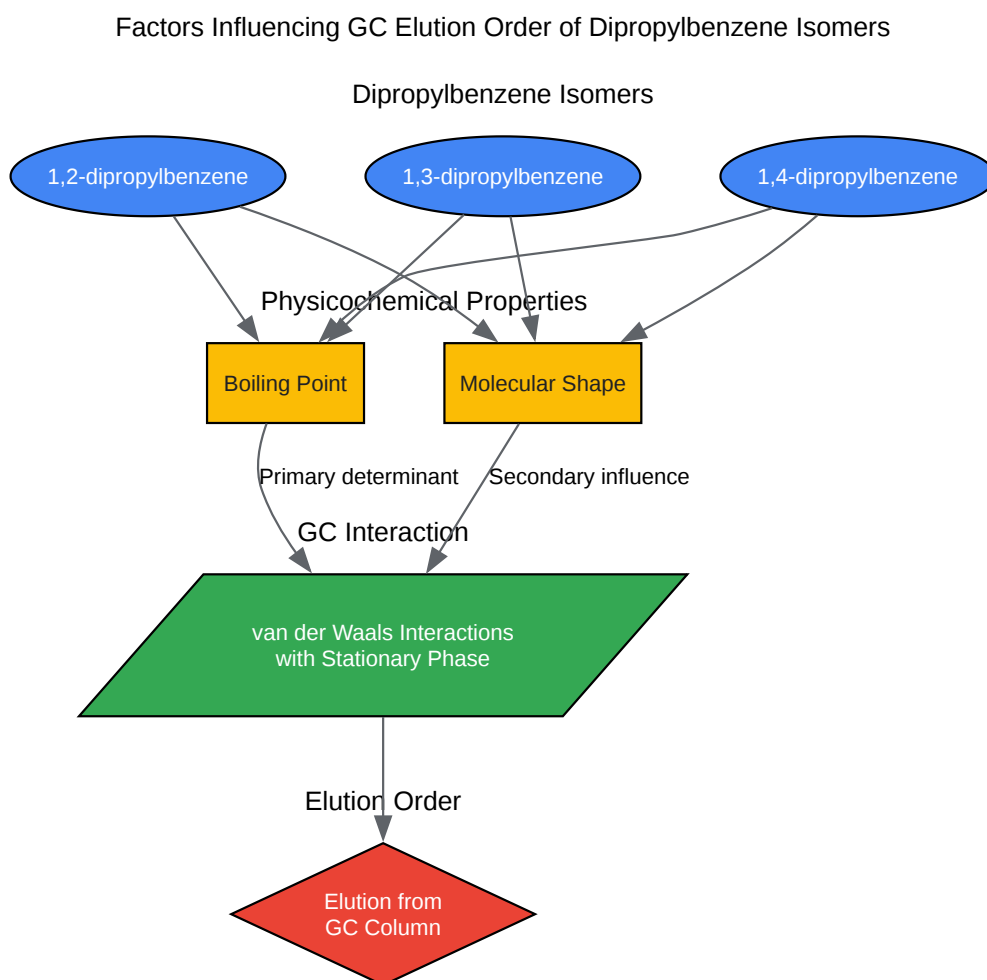 Factors Influencing GC Elution Order of Dipropylbenzene Isomers
Dipropylbenzene Isomers
1,2-dipropylbenzene
1,3-dipropylbenzene
1,4-dipropylbenzene
Physicochemical Properties
Boiling Point
Molecular Shape
Primary determinant
Secondary influence
GC Interaction
van der Waals Interactions
with Stationary Phase
Elution Order
Elution from
GC Column